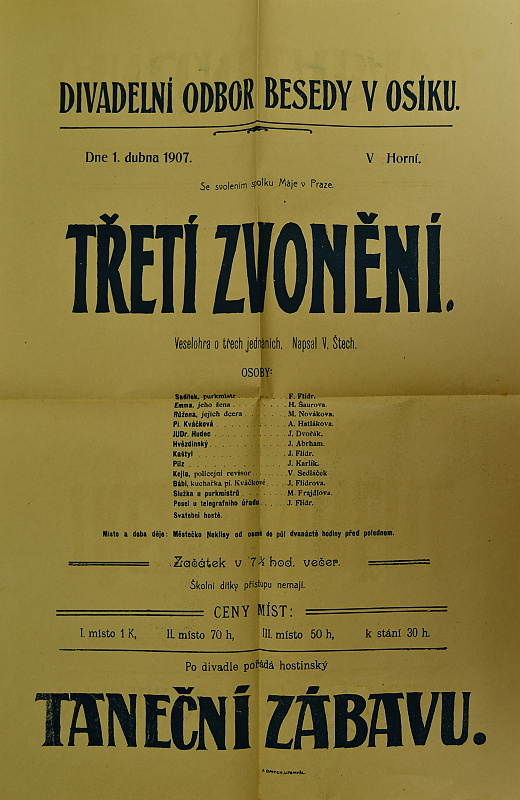 DIVADELNÍ ODBOR BESEDY V OSÍKU.
Dne 1. dubna 1907. V Horní.
Se svolením spolku Máje v Praze.
TŘETÍ ZVONĚNÍ.
Veselohra o třech jednáních. Napsal V. Štech.
OSOBY:
Sadílek, purkmistr F. Flídr.
Emma, jeho žena H. Šaurova.
Růžena, jejich dcera M. Novákova.
Pí. Kváčková A. Hatlákova.
JUDr. Hudec J. Dvořák.
Hvězdinský J. Abrham.
Kaštyl J. Flídr.
Pilz J. Karlík.
Kejla, policejní revisor V. Sedláček
Bábi, kuchařka pí. Kváčkové J. Flídrova.
Služka u purkmistrů M. Frajdlova.
Posel u telegrafního úřadu J. Flídr.
Svatební hosté.
Místo a doba děje: Městečko Neklisy od osmé do půl dvanácté hodiny před polednem.
Začátek v 7½ hod. večer.
Školní dítky přístupu nemají.
CENY MÍST:
I. místo 1 K, II. místo 70 h, III. místo 50 h, k stání 30 h.
Po divadle pořádá hostinský
TANEČNÍ ZÁBAVU.